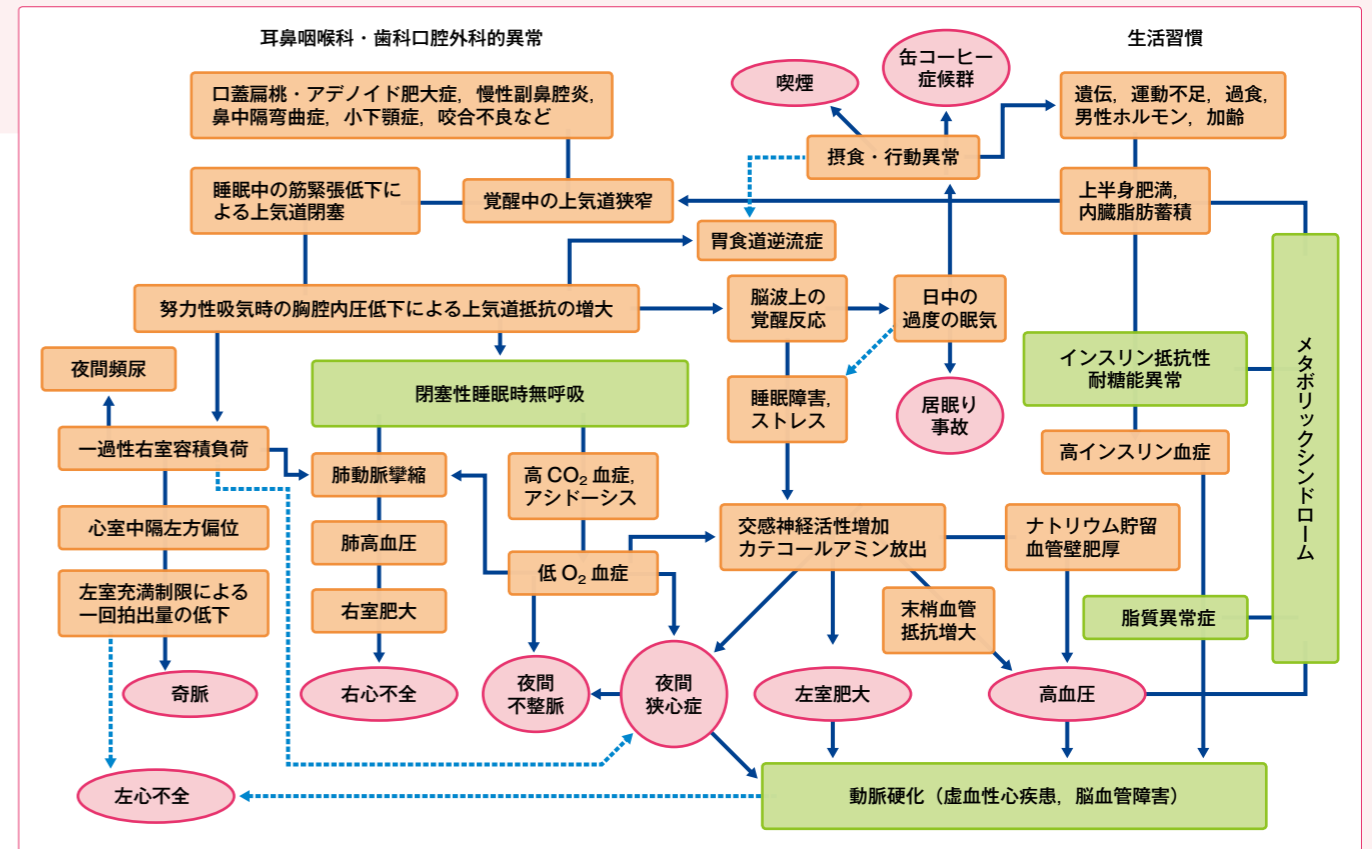 耳鼻咽喉科・歯科口腔外科的異常
生活習慣
口蓋扁桃・アデノイド肥大症，慢性副鼻腔炎，
鼻中隔弯曲症，小下顎症，咬合不良など
喫煙
缶コーヒー
症候群
遺伝，運動不足，過食，
男性ホルモン，加齢
摂食・行動異常
睡眠中の筋緊張低下に
よる上気道閉塞
覚醒中の上気道狭窄
上半身肥満，
内臓脂肪蓄積
胃食道逆流症
努力性吸気時の胸腔内圧低下による上気道抵抗の増大
脳波上の
覚醒反応
日中の
過度の眠気
メタボリックシンドローム
夜間頻尿
閉塞性睡眠時無呼吸
インスリン抵抗性
耐糖能異常
睡眠障害，
ストレス
居眠り
事故
一過性右室容積負荷
肺動脈攣縮
高 CO₂ 血症，
アシドーシス
高インスリン血症
心室中隔左方偏位
肺高血圧
交感神経活性増加
カテコールアミン放出
ナトリウム貯留
血管壁肥厚
低 O₂ 血症
左室充満制限による
一回拍出量の低下
右室肥大
末梢血管
抵抗増大
脂質異常症
奇脈
右心不全
夜間
不整脈
夜間
狭心症
左室肥大
高血圧
左心不全
動脈硬化（虚血性心疾患，脳血管障害）